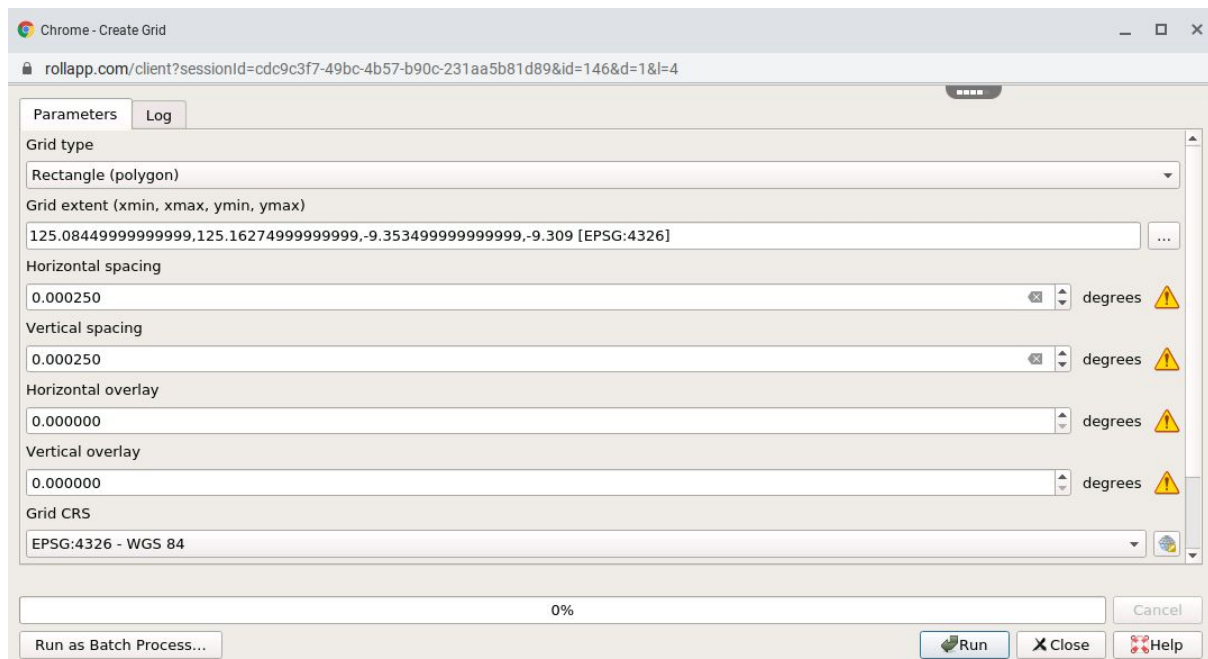 Chrome - Create Grid
rollapp.com/client?sessionId=cdc9c3f7-49bc-4b57-b90c-231aa5b81d89&id=146&d=1&l=4
Parameters Log
Grid type
Rectangle (polygon)
Grid extent (xmin, xmax, ymin, ymax)
125.08449999999999,125.16274999999999,-9.353499999999999,-9.309 [EPSG:4326] ...
Horizontal spacing
0.000250 degrees
Vertical spacing
0.000250 degrees
Horizontal overlay
0.000000 degrees
Vertical overlay
0.000000 degrees
Grid CRS
EPSG:4326 - WGS 84
0% Cancel
Run as Batch Process... Run Close Help